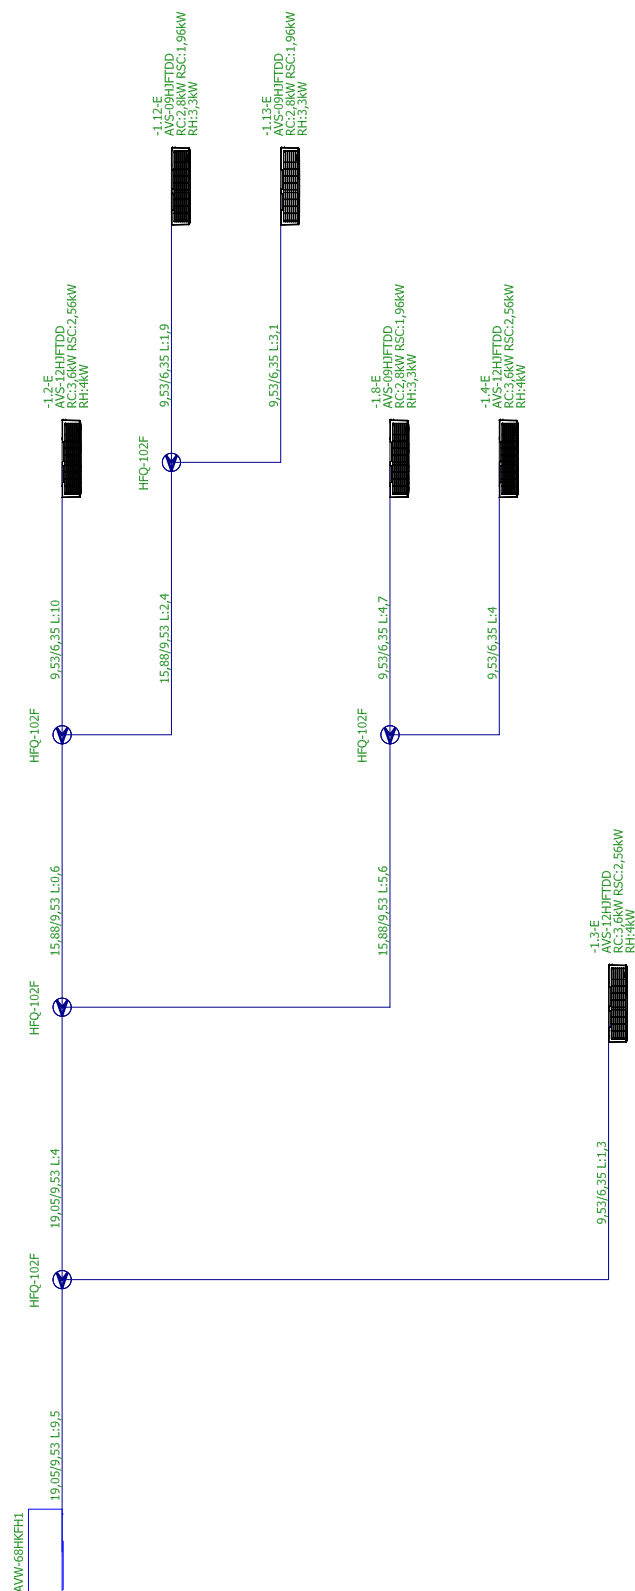 -1.12-E
AVS-09HJFTDD
RC:2,8kW RSC:1,96kW
RH:3,3kW
-1.13-E
AVS-09HJFTDD
RC:2,8kW RSC:1,96kW
RH:3,3kW
9,53/6,35 L:1,9
9,53/6,35 L:3,1
-1.2-E
AVS-12HJFTDD
RC:3,6kW RSC:2,56kW
RH:4kW
-1.8-E
AVS-09HJFTDD
RC:2,8kW RSC:1,96kW
RH:3,3kW
-1.4-E
AVS-12HJFTDD
RC:3,6kW RSC:2,56kW
RH:4kW
HFQ-102F
9,53/6,35 L:10
15,88/9,53 L:2,4
9,53/6,35 L:4,7
9,53/6,35 L:4
HFQ-102F
HFQ-102F
15,88/9,53 L:0,6
15,88/9,53 L:5,6
-1.3-E
AVS-12HJFTDD
RC:3,6kW RSC:2,56kW
RH:4kW
HFQ-102F
19,05/9,53 L:4
9,53/6,35 L:1,3
HFQ-102F
19,05/9,53 L:9,5
AVW-68HKFH1